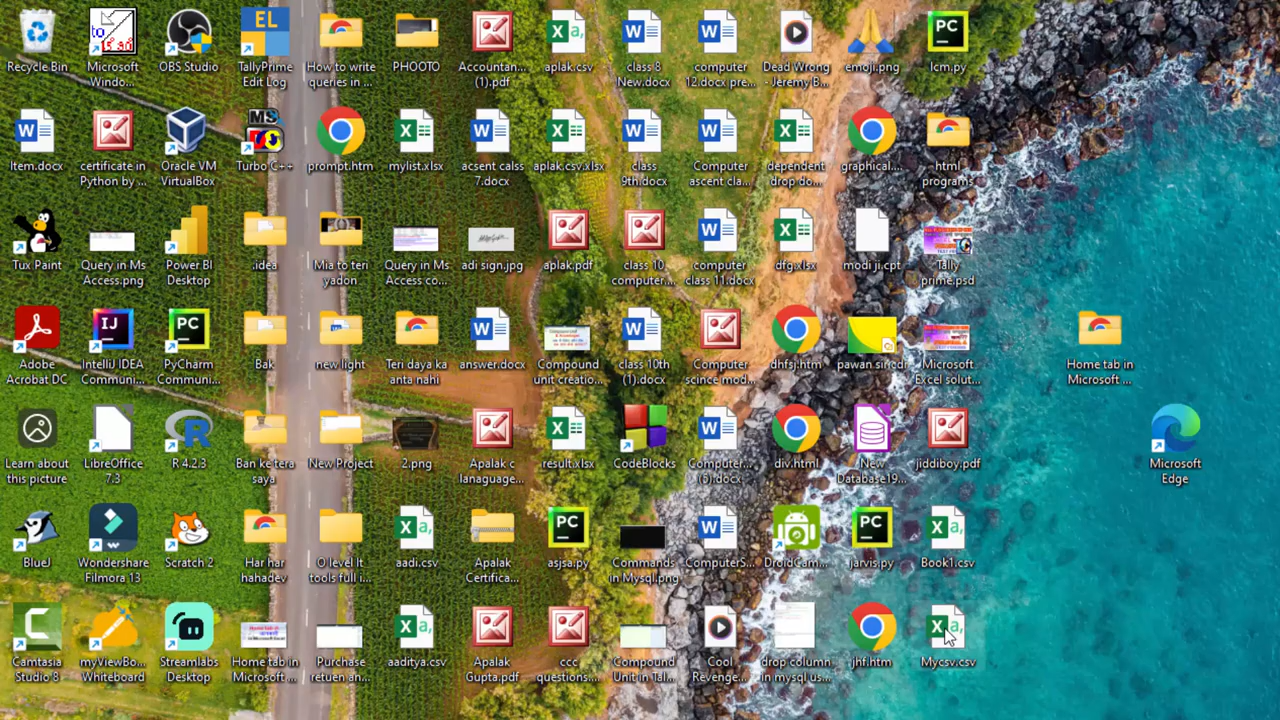 Recycle Bin
Microsoft
Windo...
OBS Studio
TallyPrime
Edit Log
How to write
queries in ...
PHOOTO
Accountan...
(1).pdf
aplak.csv
class 8
New.docx
computer
12.docx pre...
Dead Wrong
- Jeremy B...
emoji.png
lcm.py
Item.docx
certificate in
Python by ...
Oracle VM
VirtualBox
Turbo C++
prompt.htm
mylist.xlsx
acsent calss
7.docx
aplak.csv.xlsx
class
9th.docx
Computer
ascent cla...
dependent
drop do...
graphical....
html
programs
Tux Paint
Query in Ms
Access.png
Power BI
Desktop
.idea
Mia to teri
yadon
Query in Ms
Access co...
adi sign.jpg
aplak.pdf
class 10
computer....
computer
class 11.docx
dfg.xlsx
modi ji.cpt
Tally
prime.psd
Adobe
Acrobat DC
IntelliJ IDEA
Communi...
PyCharm
Communi...
Bak
new light
Teri daya ka
anta nahi
answer.docx
Compound
unit creatio...
class 10th
(1).docx
Computer
scince mod...
dhfsj.htm
pawan sir.cdr
Microsoft
Excel solut...
Home tab in
Microsoft ...
Learn about
this picture
LibreOffice
7.3
R 4.2.3
Ban ke tera
saya
New Project
2.png
Apalak c
lanaguage...
result.xlsx
CodeBlocks
Computer...
(5).docx
div.html
New
Database19...
jiddiboy.pdf
Microsoft
Edge
BlueJ
Wondershare
Filmora 13
Scratch 2
Har har
hahadev
O level It
tools full i...
aadi.csv
Apalak
Certifica...
asjsa.py
Commands
in Mysql.png
ComputerS...
DroidCam...
jarvis.py
Book1.csv
Camtasia
Studio 8
myViewBo...
Whiteboard
Streamlabs
Desktop
Home tab in
Microsoft ...
Purchase
retuen an...
aaditya.csv
Apalak
Gupta.pdf
ccc
questions....
Compound
Unit in Tal...
Cool
Revenge...
drop column
in mysql us...
jhf.htm
Mycsv.csv